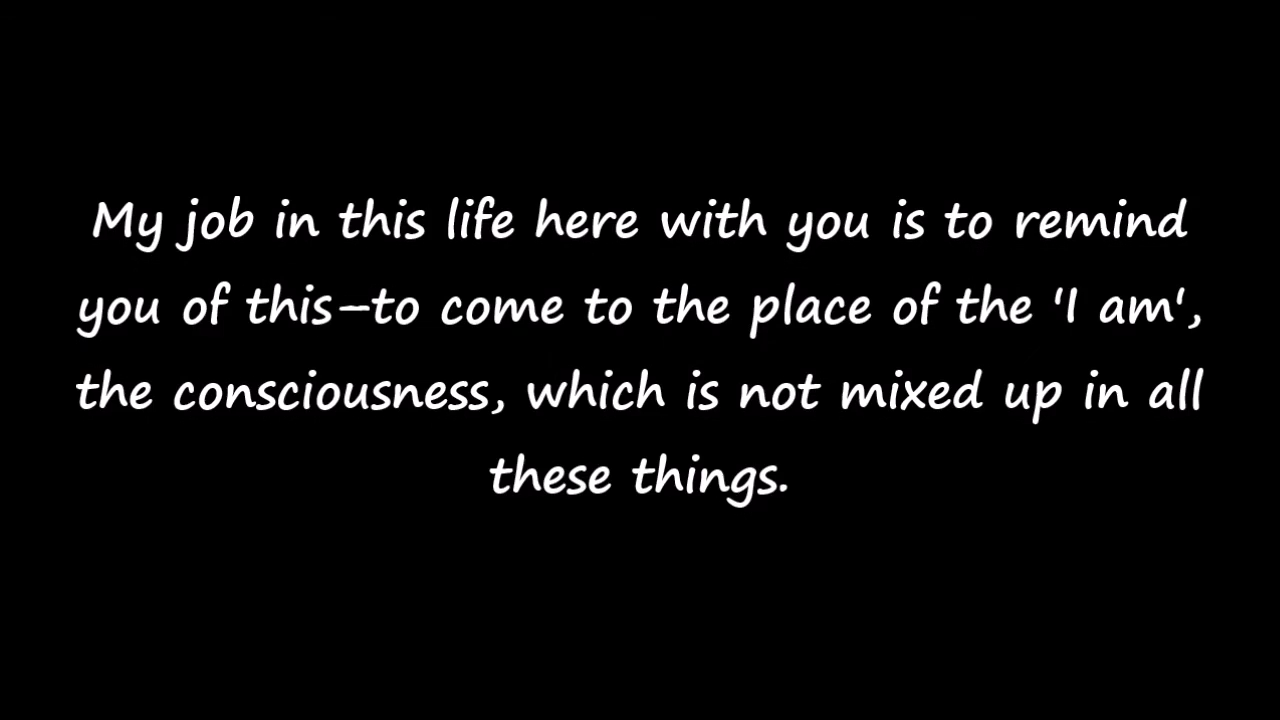 My job in this life here with you is to remind
you of this—to come to the place of the 'I am',
the consciousness, which is not mixed up in all
these things.